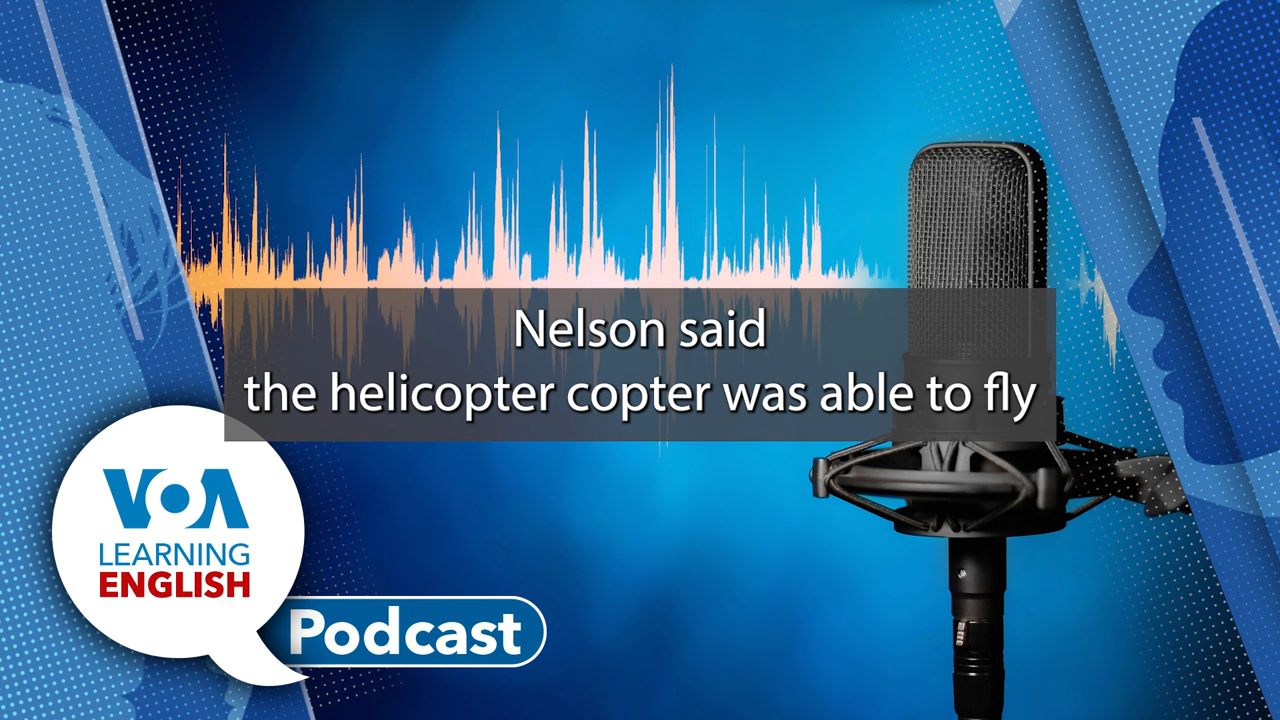 Nelson said
the helicopter copter was able to fly
VOA
LEARNING
ENGLISH
Podcast